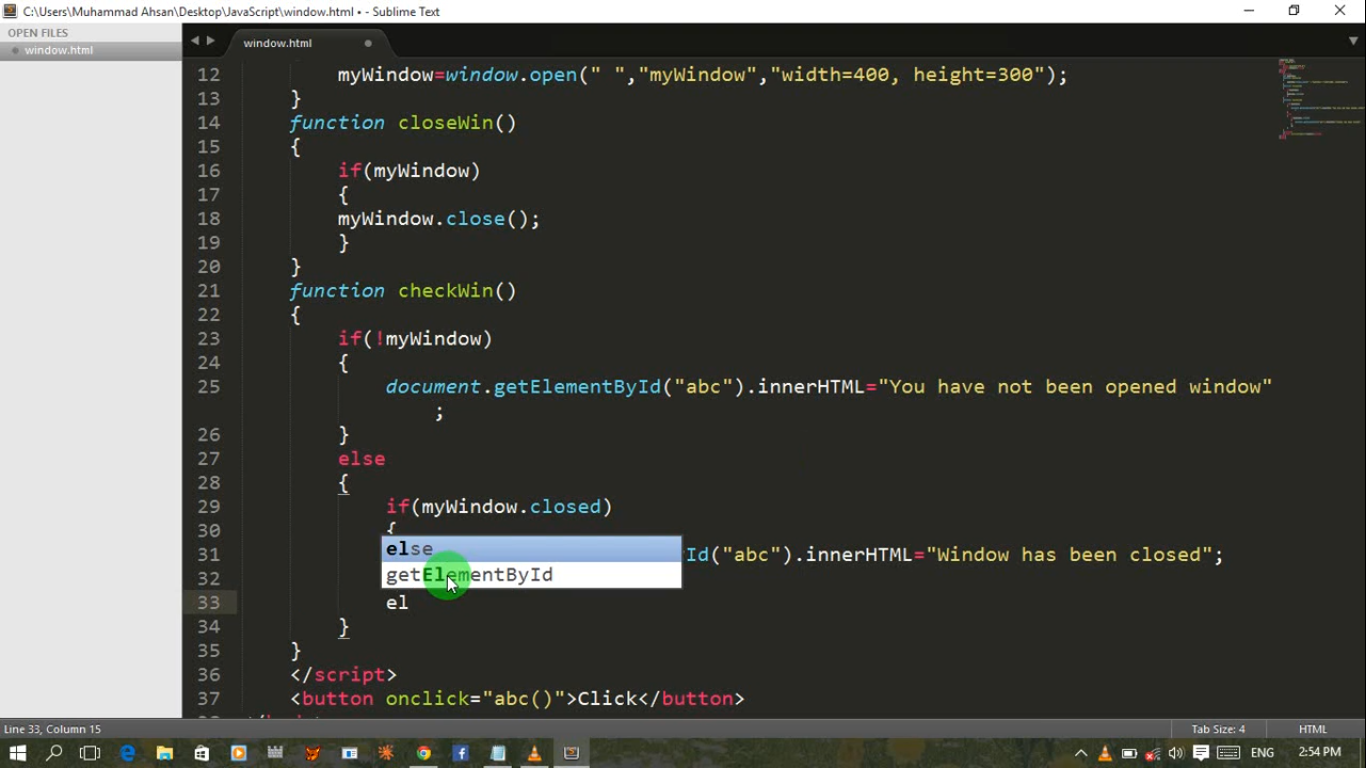 C:\Users\Muhammad Ahsan\Desktop\JavaScript\window.html • - Sublime Text
OPEN FILES
window.html
window.html
12 myWindow=window.open(" ","myWindow","width=400, height=300");
13 }
14 function closeWin()
15 {
16 if(myWindow)
17 {
18 myWindow.close();
19 }
20 }
21 function checkWin()
22 {
23 if(!myWindow)
24 {
25 document.getElementById("abc").innerHTML="You have not been opened window"
;
26 }
27 else
28 {
29 if(myWindow.closed)
30 {
else
31 Id("abc").innerHTML="Window has been closed";
getElementById
32
33 el
34 }
35 }
36 </script>
37 <button onclick="abc()">Click</button>
Line 33, Column 15
Tab Size: 4
HTML
ENG
2:54 PM